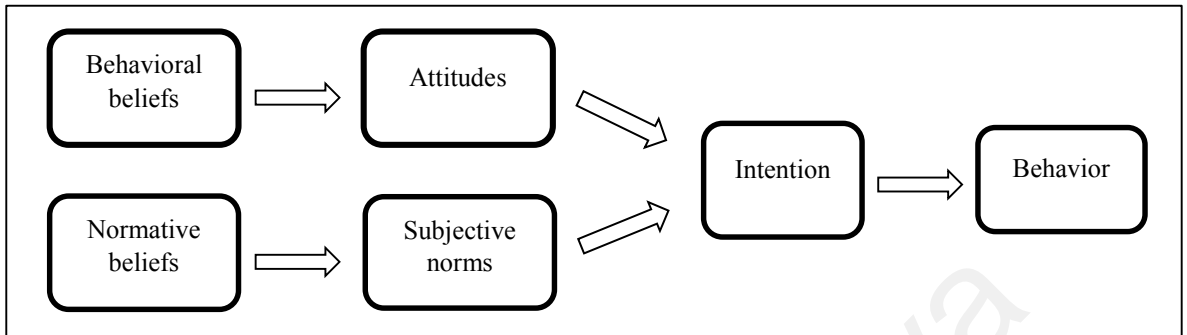 Behavioral
beliefs
Attitudes
Normative
beliefs
Subjective
norms
Intention
Behavior